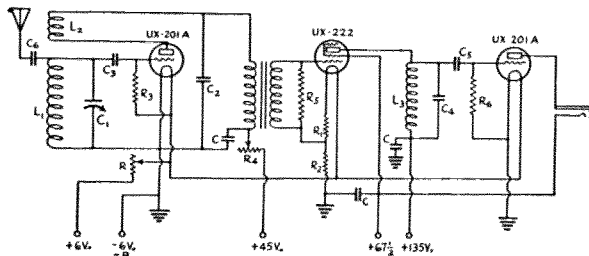 L2
UX-201A
UX-222
UX 201A
C6
C3
R3
C2
R5
L3
C5
C4
R6
L1
C1
R1
C
R4
R2
C
R
C
+6V.
-6V.
-B
+45V.
+67½
+135V.